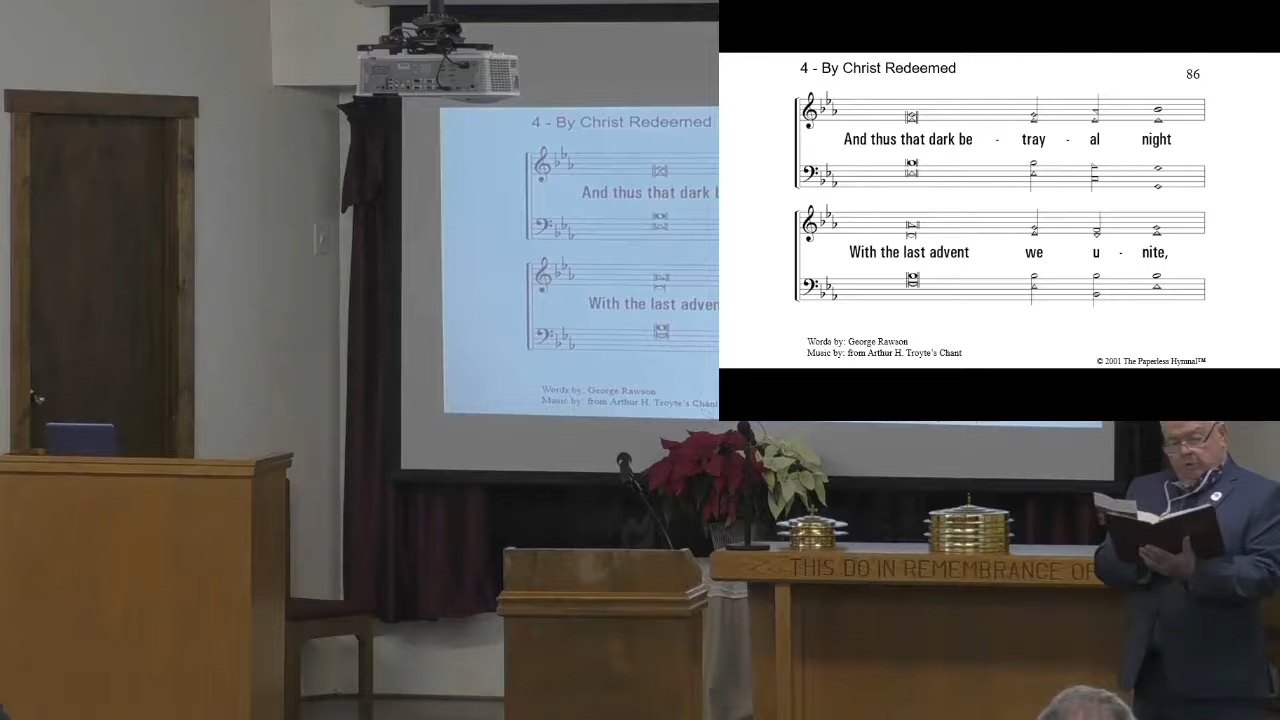 4 - By Christ Redeemed
86
And thus that dark be - tray - al night
With the last advent we u - nite,
Words by: George Rawson
Music by: from Arthur H. Troyte's Chant
© 2001 The Paperless Hymnal™
4 - By Christ Redeemed
And thus that dark
With the last adven
Words by: George Rawson
Music by: from Arthur H. Troyte's Chant
THIS DO IN REMEMBRANCE OF